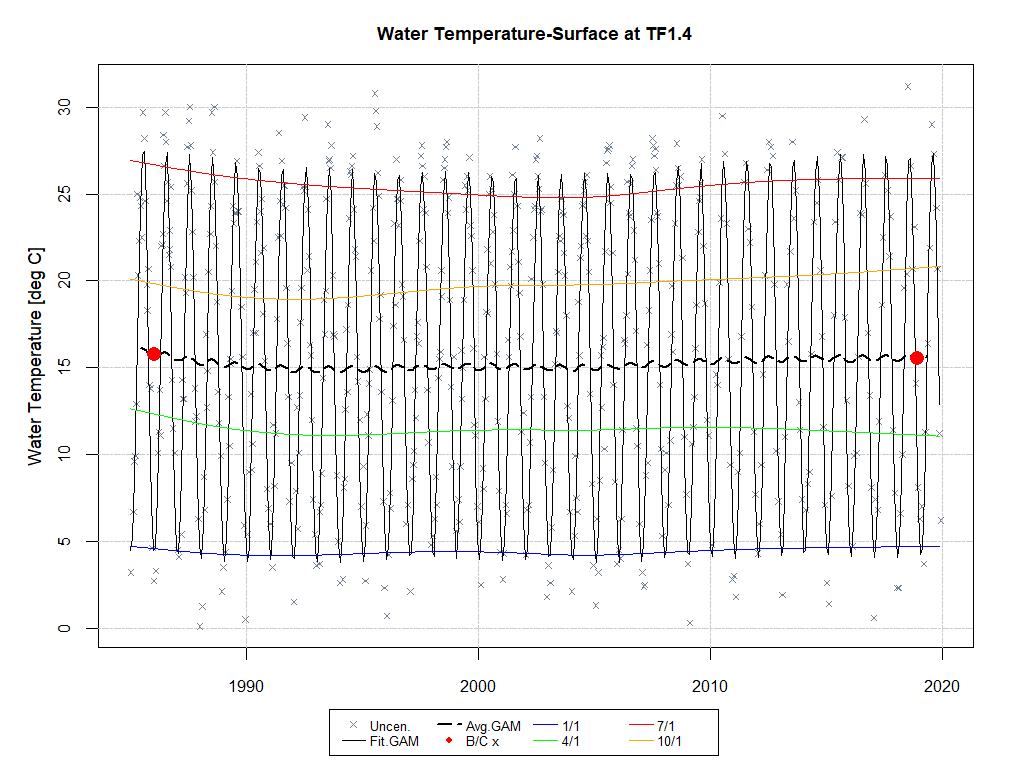 Water Temperature-Surface at TF1.4
Water Temperature [deg C]
30
25
20
15
10
5
0
1990 2000 2010 2020
Uncen. Avg.GAM 1/1 7/1
Fit.GAM B/C x 4/1 10/1